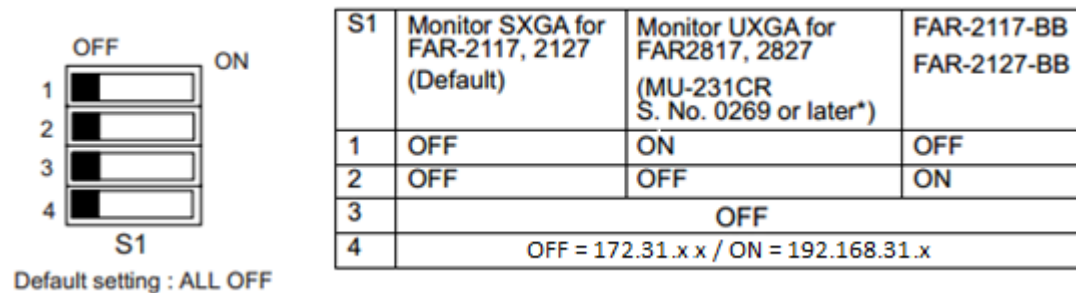 OFF
ON
1
2
3
4
S1
Default setting : ALL OFF
S1
Monitor SXGA for
FAR-2117, 2127
(Default)
Monitor UXGA for
FAR2817, 2827
(MU-231CR
S. No. 0269 or later*)
FAR-2117-BB
FAR-2127-BB
1 OFF ON OFF
2 OFF OFF ON
3 OFF
4 OFF = 172.31.x.x / ON = 192.168.31.x